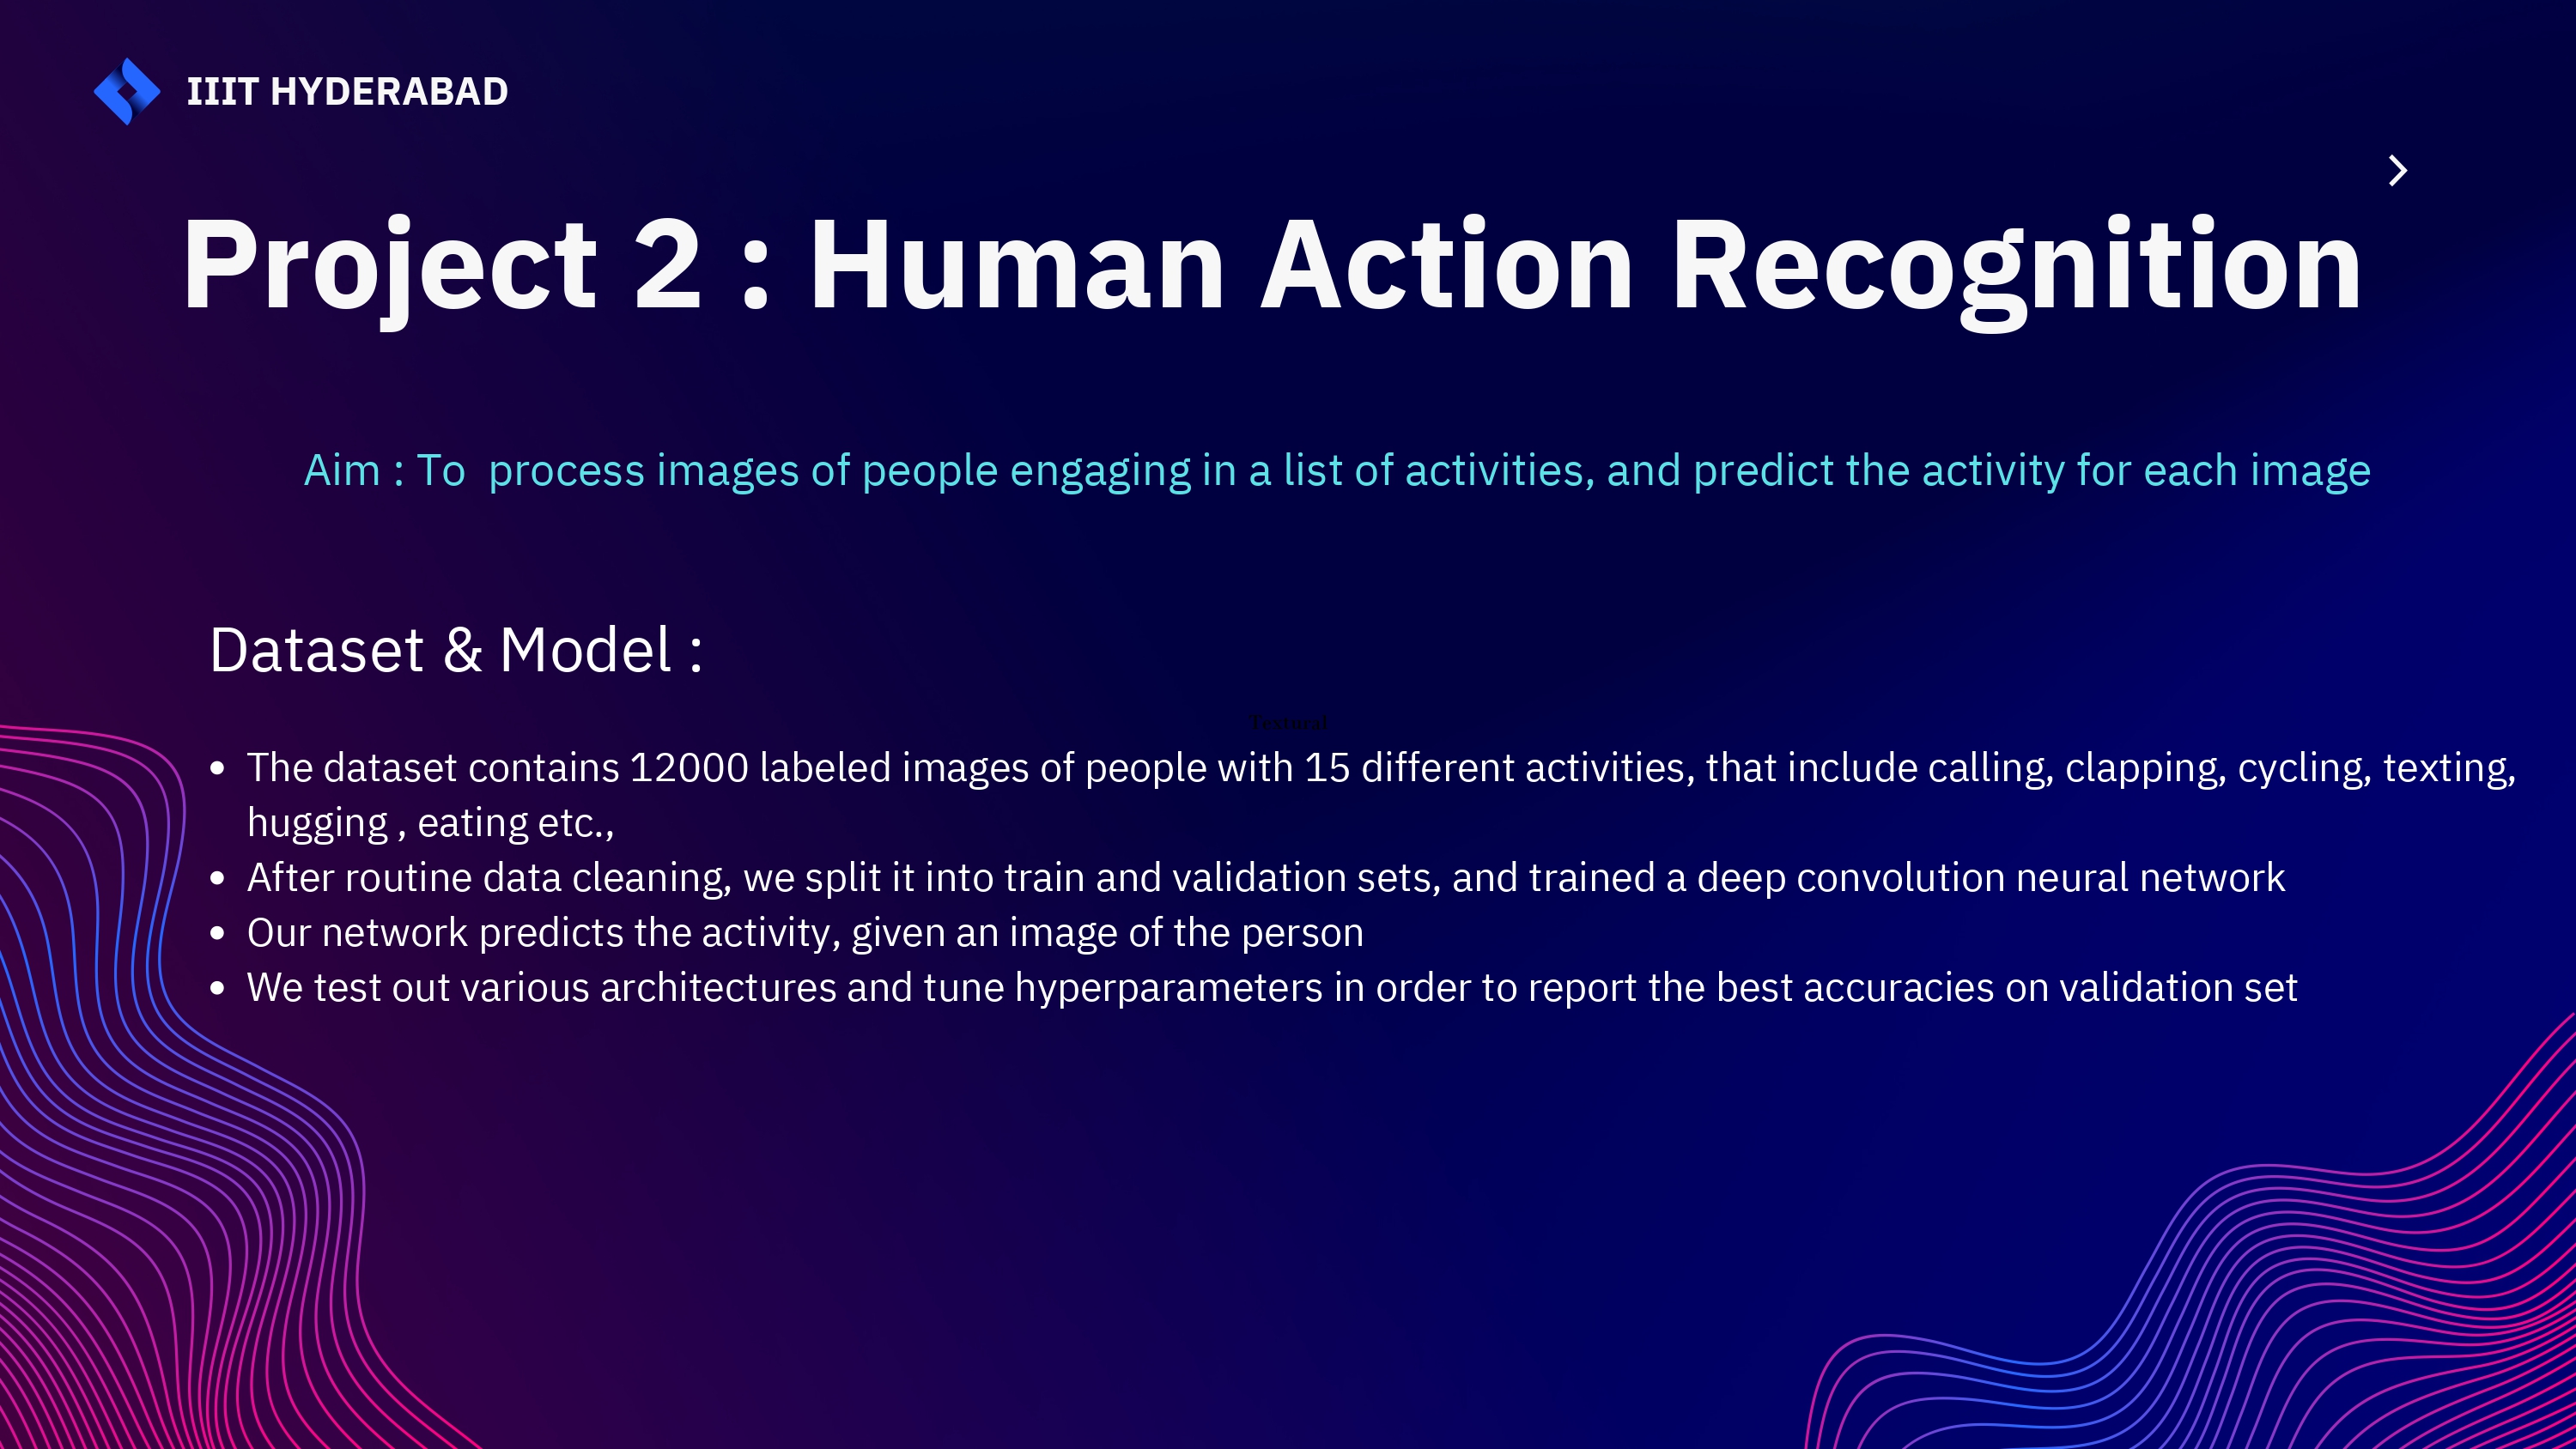 IIIT HYDERABAD
Project 2 : Human Action Recognition
Aim : To  process images of people engaging in a list of activities, and predict the activity for each image
Dataset & Model :
• The dataset contains 12000 labeled images of people with 15 different activities, that include calling, clapping, cycling, texting,
hugging , eating etc.,
• After routine data cleaning, we split it into train and validation sets, and trained a deep convolution neural network
• Our network predicts the activity, given an image of the person
• We test out various architectures and tune hyperparameters in order to report the best accuracies on validation set